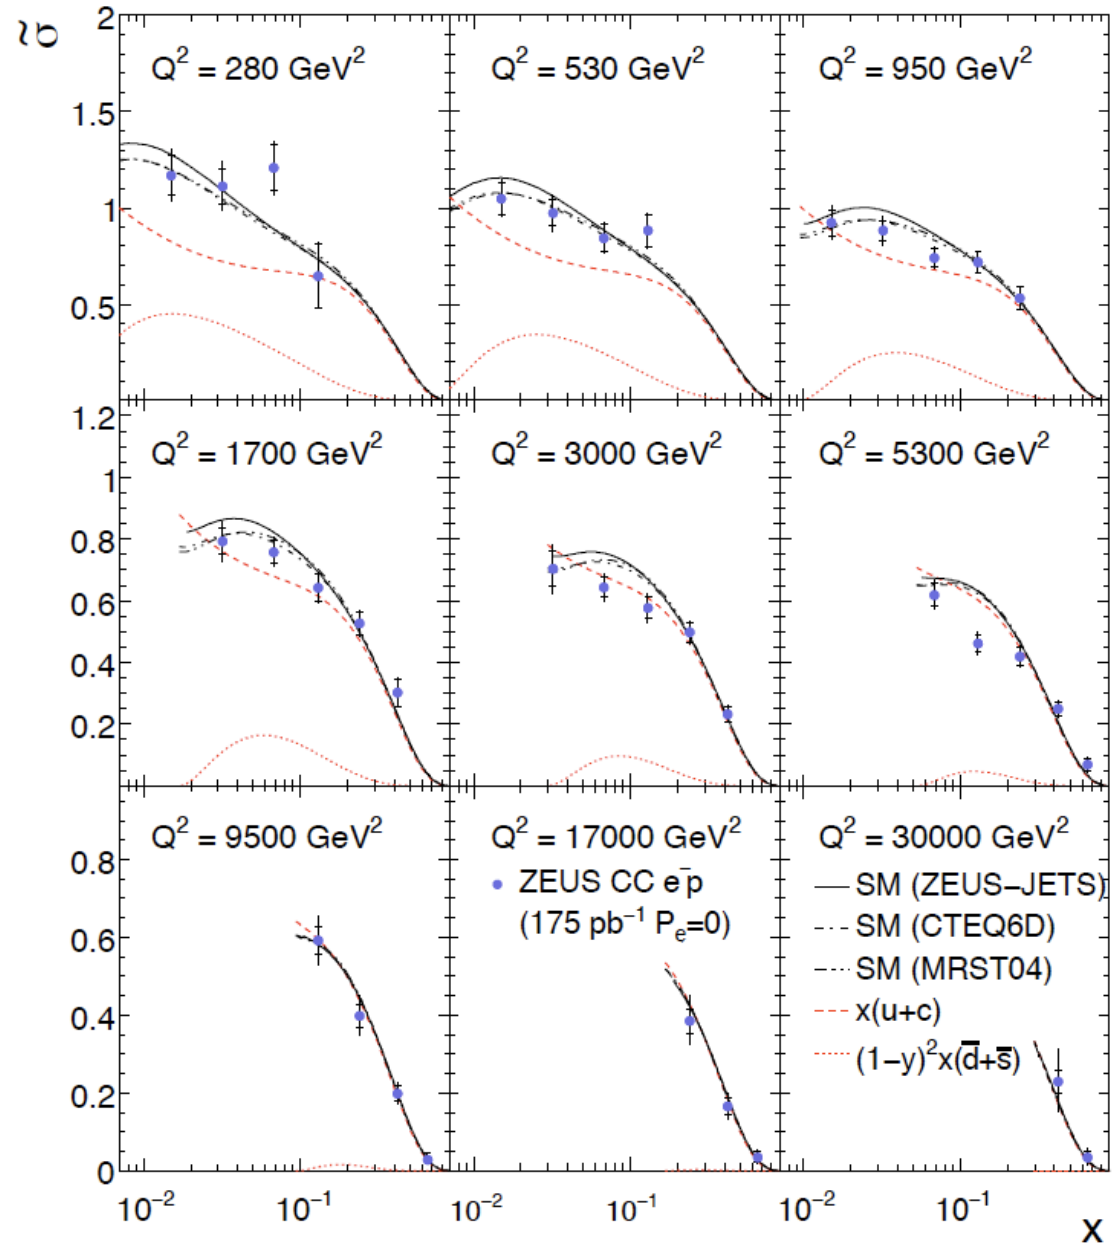 σ̃
2
1.5
1
0.5
Q² = 280 GeV²
Q² = 530 GeV²
Q² = 950 GeV²
1.2
1
0.8
0.6
0.4
0.2
Q² = 1700 GeV²
Q² = 3000 GeV²
Q² = 5300 GeV²
0.8
0.6
0.4
0.2
0
Q² = 9500 GeV²
Q² = 17000 GeV²
ZEUS CC e⁻p
(175 pb⁻¹ Pₑ=0)
Q² = 30000 GeV²
SM (ZEUS−JETS)
SM (CTEQ6D)
SM (MRST04)
x(u+c)
(1−y)²x(d̅+s̅)
10⁻² 10⁻¹ 10⁻² 10⁻¹ 10⁻² 10⁻¹
x